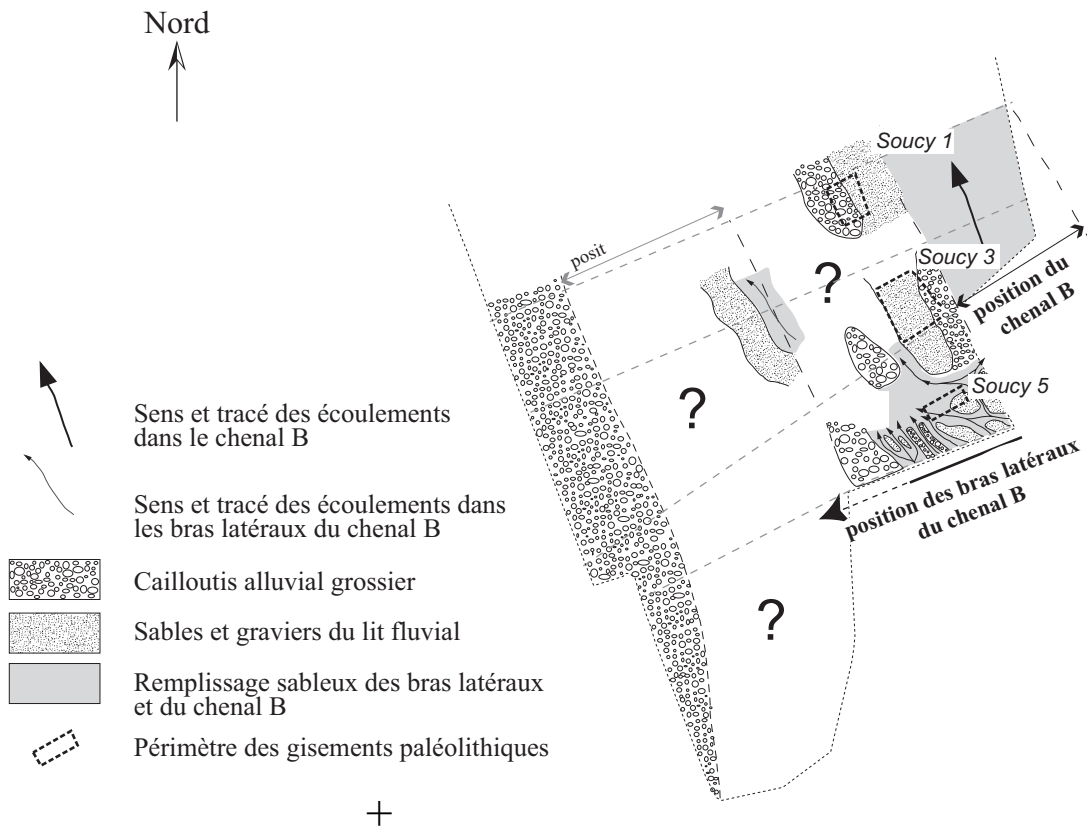 Nord
Soucy 1
posit
Soucy 3
?
position du
chenal B
?
Soucy 5
Sens et tracé des écoulements
dans le chenal B
position des bras latéraux
du chenal B
Sens et tracé des écoulements dans
les bras latéraux du chenal B
Cailloutis alluvial grossier
?
Sables et graviers du lit fluvial
Remplissage sableux des bras latéraux
et du chenal B
Périmètre des gisements paléolithiques